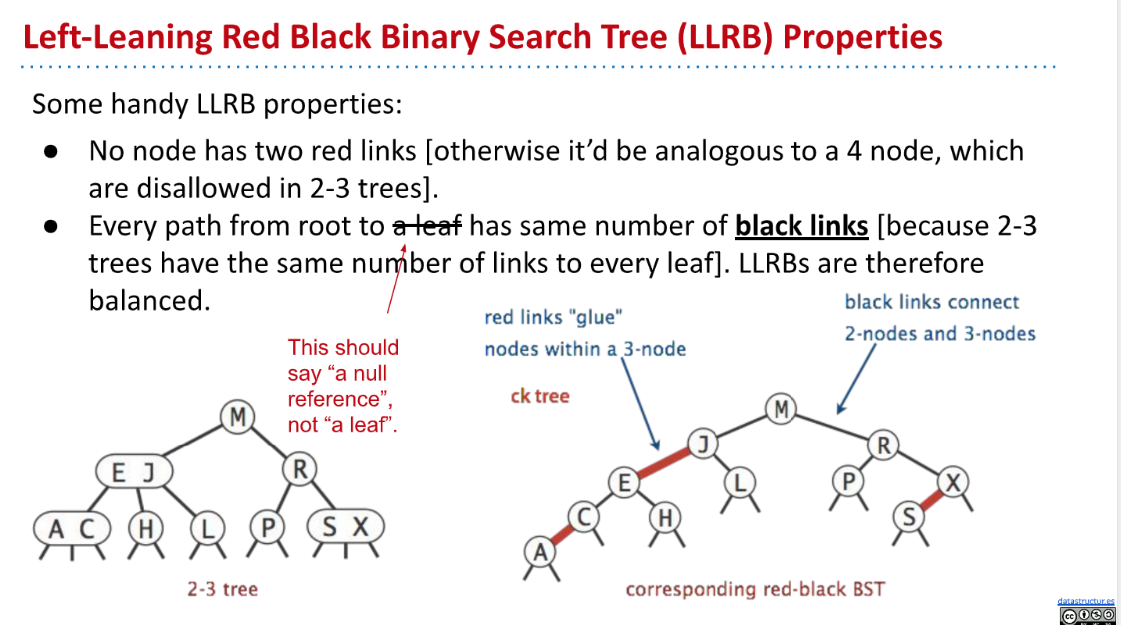 Left-Leaning Red Black Binary Search Tree (LLRB) Properties
Some handy LLRB properties:
● No node has two red links [otherwise it’d be analogous to a 4 node, which
are disallowed in 2-3 trees].
● Every path from root to a leaf has same number of black links [because 2-3
trees have the same number of links to every leaf]. LLRBs are therefore
balanced.
This should
say “a null
reference”,
not “a leaf”.
red links "glue"
nodes within a 3-node
black links connect
2-nodes and 3-nodes
ck tree
M
E J
R
A C
H
L
P
S X
2-3 tree
M
J
R
E
L
P
X
C
H
S
A
corresponding red-black BST
datastructur.es